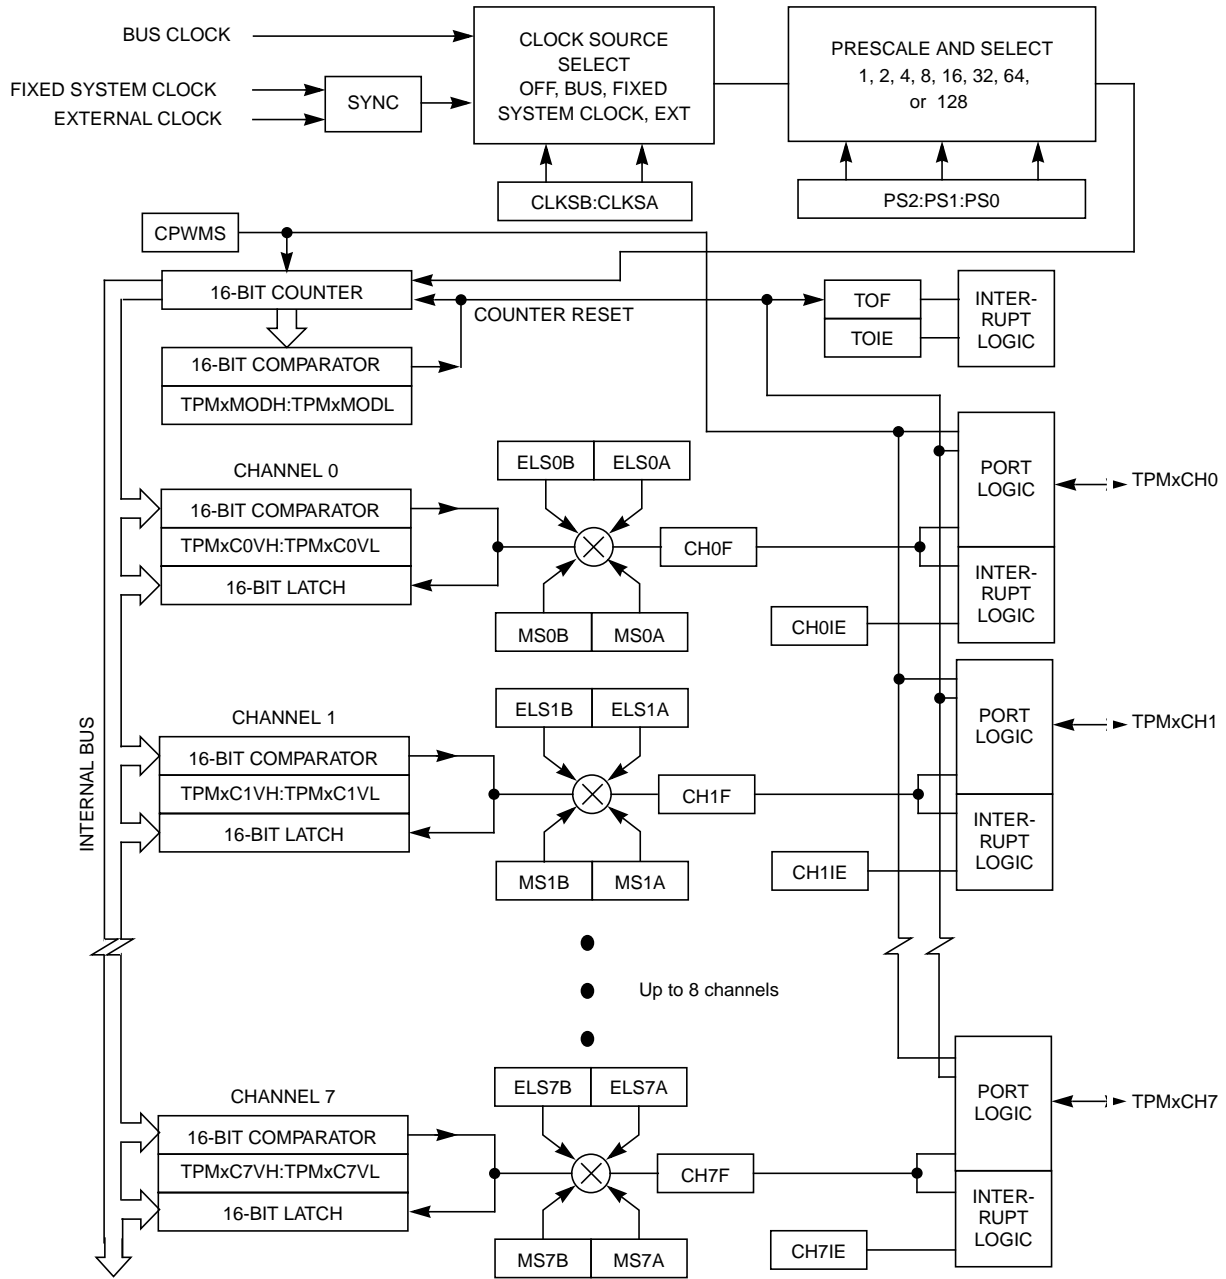 BUS CLOCK
FIXED SYSTEM CLOCK
EXTERNAL CLOCK
SYNC
CLOCK SOURCE
SELECT
OFF, BUS, FIXED
SYSTEM CLOCK, EXT
PRESCALE AND SELECT
1, 2, 4, 8, 16, 32, 64,
or 128
CLKSB:CLKSA
PS2:PS1:PS0
CPWMS
16-BIT COUNTER
COUNTER RESET
TOF
TOIE
INTER-
RUPT
LOGIC
16-BIT COMPARATOR
TPMxMODH:TPMxMODL
CHANNEL 0
16-BIT COMPARATOR
TPMxC0VH:TPMxC0VL
16-BIT LATCH
ELS0B
ELS0A
MS0B
MS0A
CH0F
CH0IE
PORT
LOGIC
INTER-
RUPT
LOGIC
TPMxCH0
INTERNAL BUS
CHANNEL 1
16-BIT COMPARATOR
TPMxC1VH:TPMxC1VL
16-BIT LATCH
ELS1B
ELS1A
MS1B
MS1A
CH1F
CH1IE
PORT
LOGIC
INTER-
RUPT
LOGIC
TPMxCH1
Up to 8 channels
CHANNEL 7
16-BIT COMPARATOR
TPMxC7VH:TPMxC7VL
16-BIT LATCH
ELS7B
ELS7A
MS7B
MS7A
CH7F
CH7IE
PORT
LOGIC
INTER-
RUPT
LOGIC
TPMxCH7